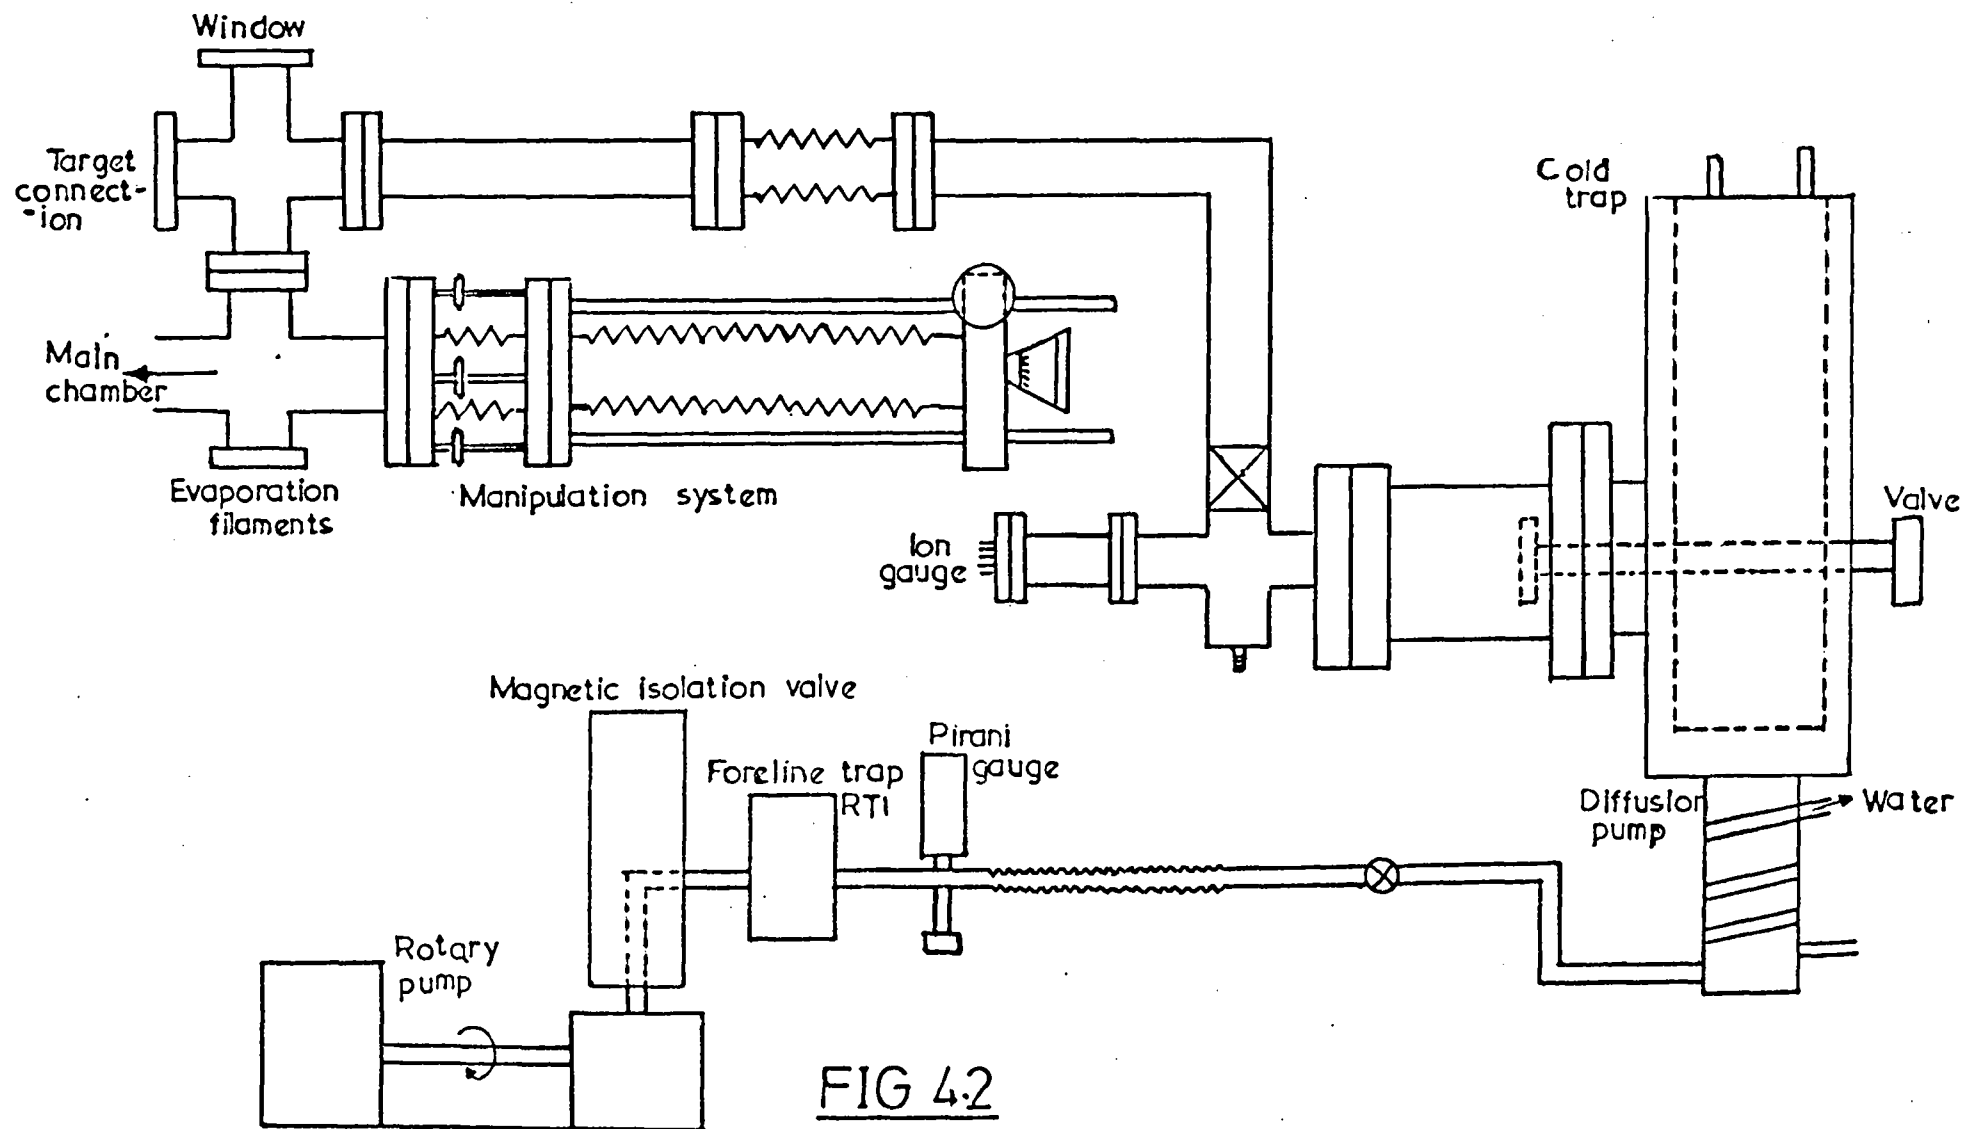 Window
Target
connect-
-ion
Main
chamber
Evaporation
filaments
Manipulation system
Cold
trap
Valve
Ion
gauge
Magnetic isolation valve
Foreline trap
RT1
Pirani
gauge
Diffusion
pump
Water
Rotary
pump
FIG 4.2